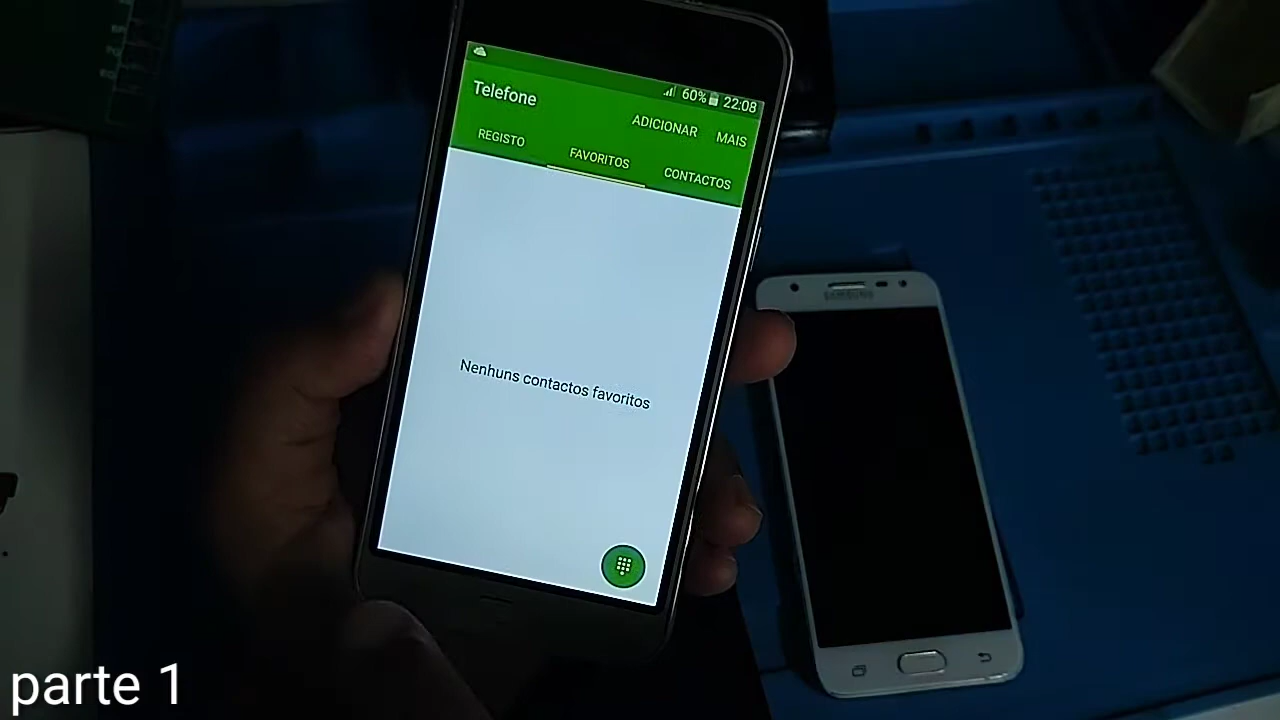 60% 22:08
Telefone
ADICIONAR MAIS
REGISTO FAVORITOS CONTACTOS
Nenhuns contactos favoritos
SAMSUNG
parte 1